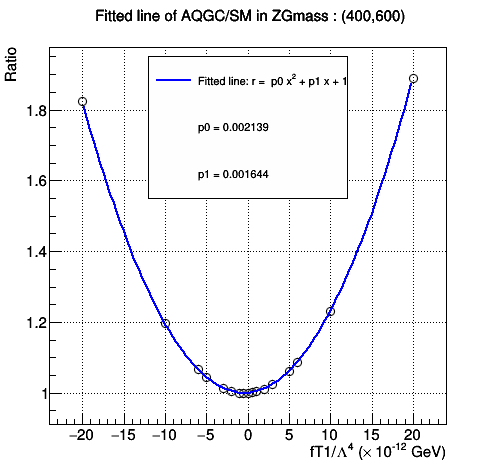 Fitted line of AQGC/SM in ZGmass : (400,600)
Ratio
Fitted line: r = p0 x² + p1 x + 1
p0 = 0.002139
p1 = 0.001644
1.8
1.6
1.4
1.2
1
−20 −15 −10 −5 0 5 10 15 20
fT1/Λ⁴ (× 10⁻¹² GeV)